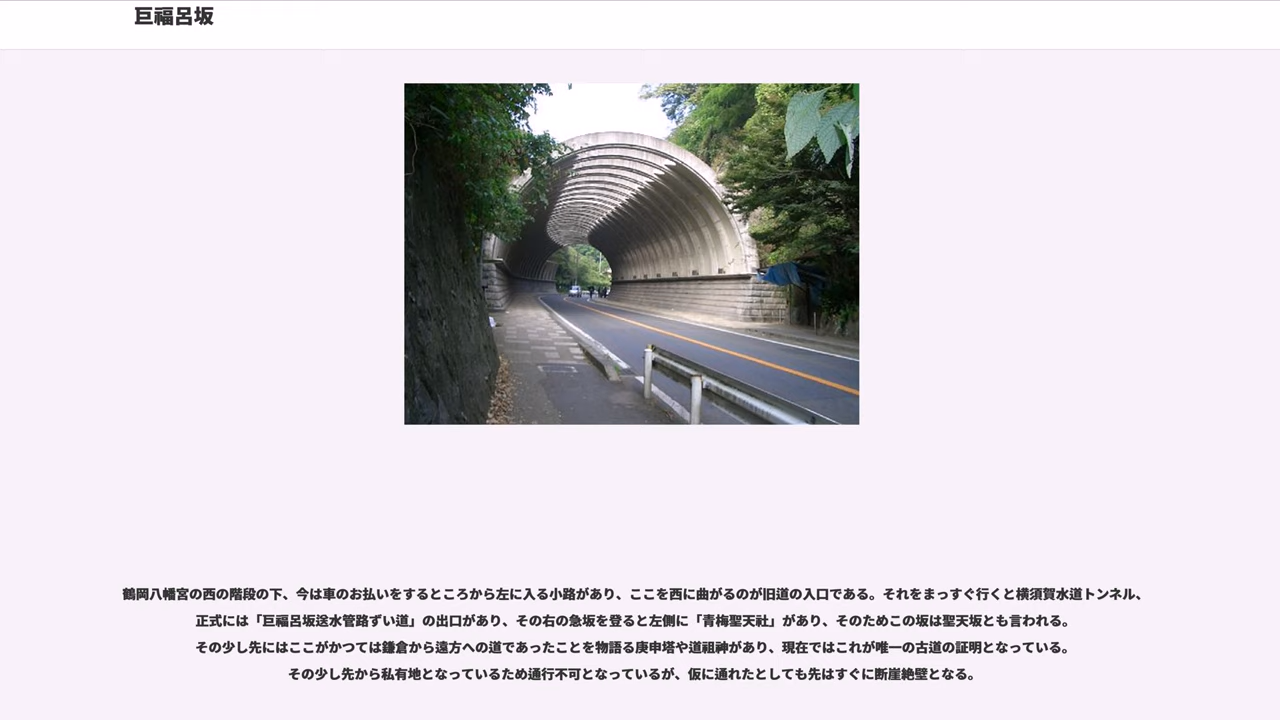 巨福呂坂
鶴岡八幡宮の西の階段の下、今は車のお払いをするところから左に入る小路があり、ここを西に曲がるのが旧道の入口である。それをまっすぐ行くと横須賀水道トンネル、
正式には「巨福呂坂送水管路ずい道」の出口があり、その右の急坂を登ると左側に「青梅聖天社」があり、そのためこの坂は聖天坂とも言われる。
その少し先にはここがかつては鎌倉から遠方への道であったことを物語る庚申塔や道祖神があり、現在ではこれが唯一の古道の証明となっている。
その少し先から私有地となっているため通行不可となっているが、仮に通れたとしても先はすぐに断崖絶壁となる。